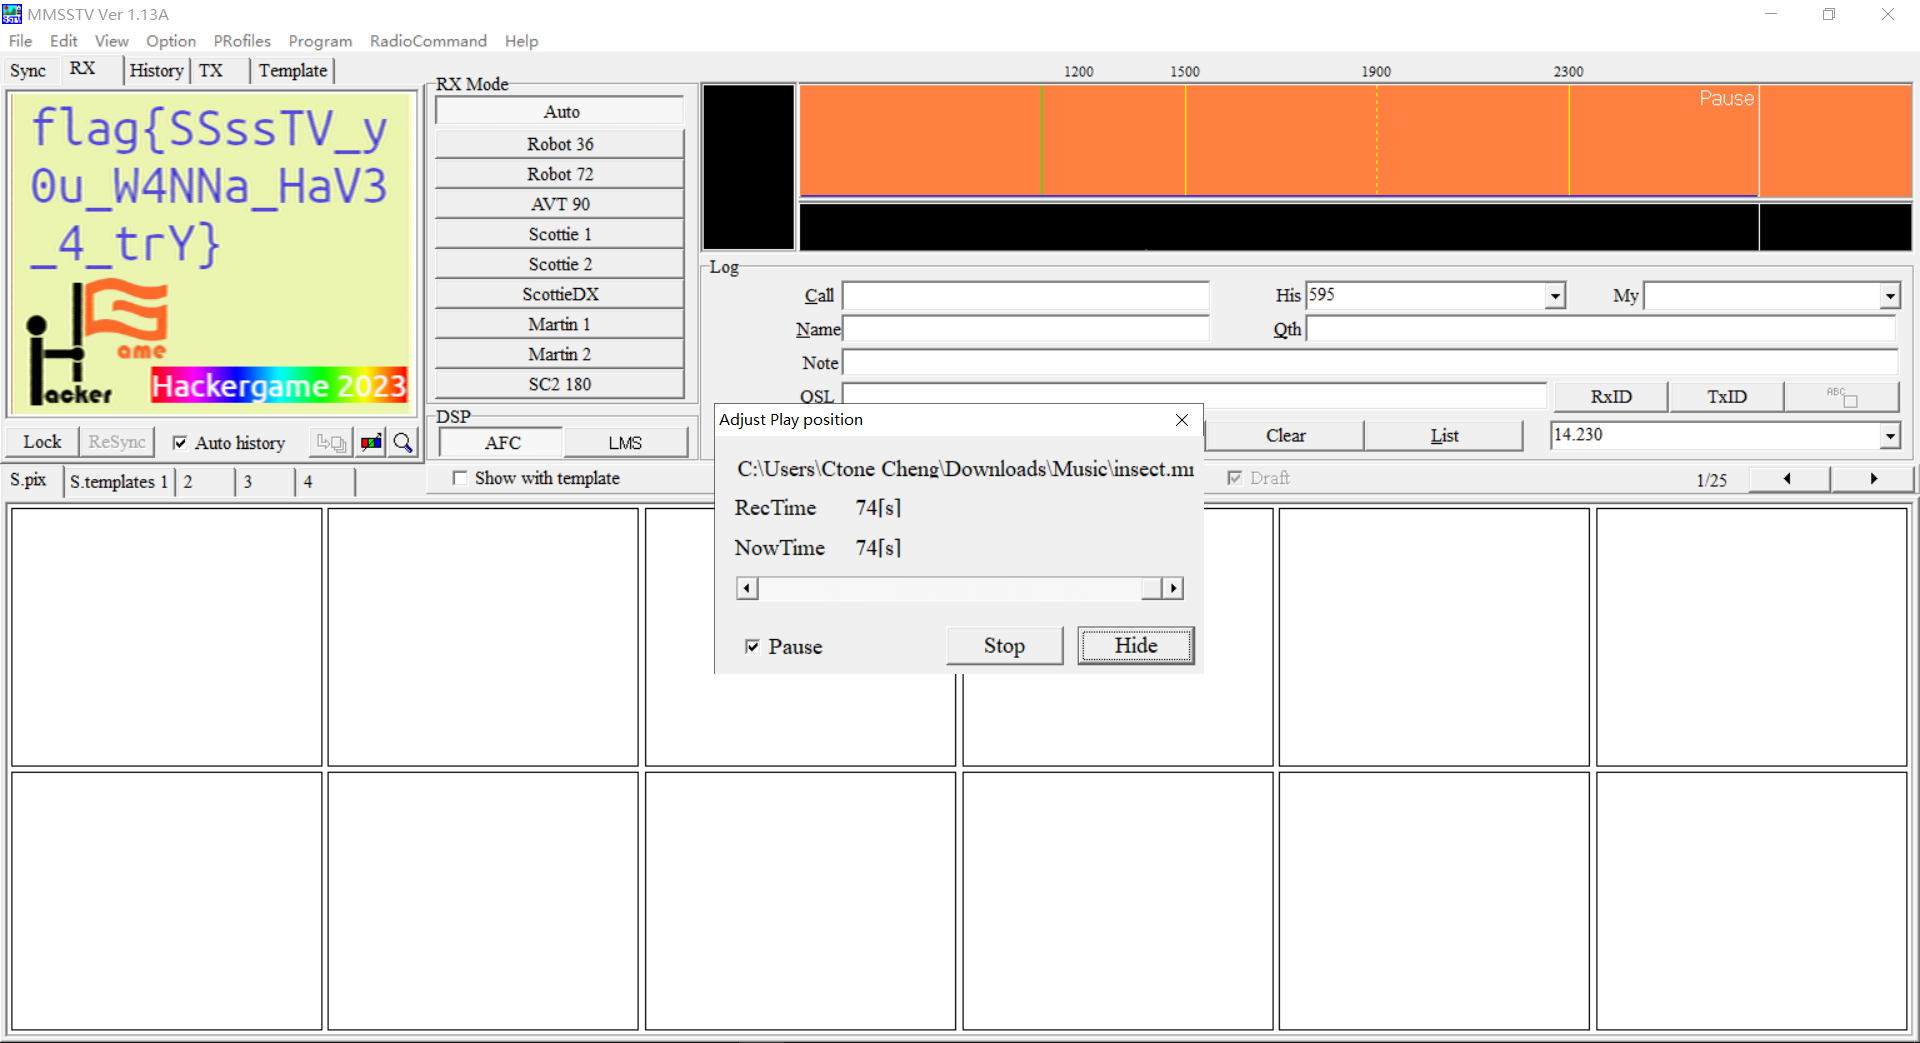 MMSSTV Ver 1.13A
File Edit View Option PRofiles Program RadioCommand Help
Sync RX History TX Template
flag{SSssTV_y
0u_W4NNa_HaV3
_4_trY}
Hacker
ame
Hackergame 2023
Lock ReSync Auto history
RX Mode
Auto
Robot 36
Robot 72
AVT 90
Scottie 1
Scottie 2
ScottieDX
Martin 1
Martin 2
SC2 180
DSP
AFC LMS
Show with template
1200 1500 1900 2300
Pause
Log
Call His 595 My
Name Qth
Note
QSL RxID TxID ABC
Clear List 14.230
S.pix S.templates 1 2 3 4
Draft 1/25
Adjust Play position
C:\Users\Ctone Cheng\Downloads\Music\insect.m
RecTime 74[s]
NowTime 74[s]
Pause Stop Hide